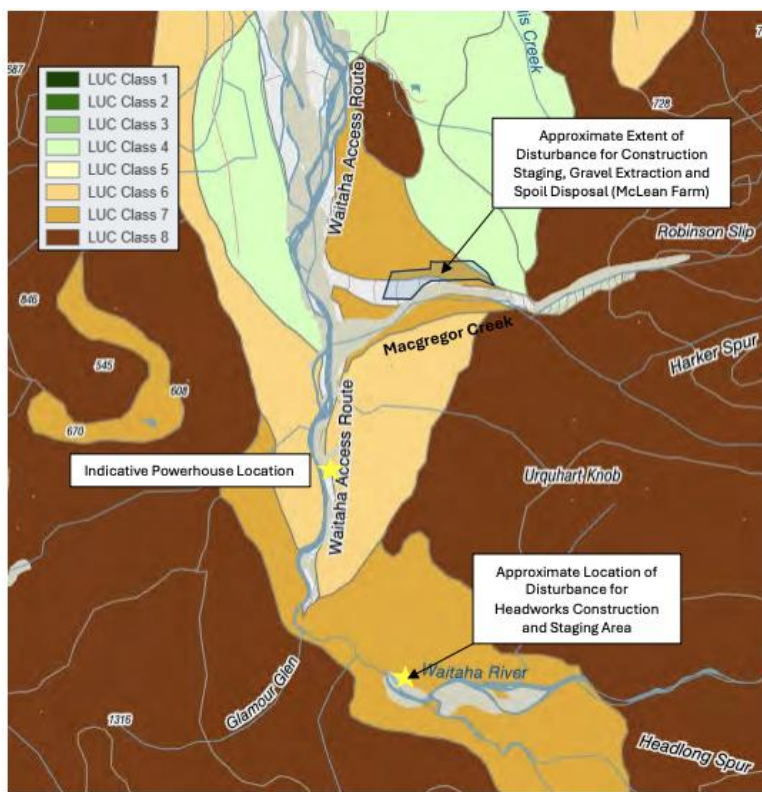 587
uis Creek
7
728
LUC Class 1
LUC Class 2
LUC Class 3
LUC Class 4
LUC Class 5
LUC Class 6
LUC Class 7
LUC Class 8
Waitaha Access Route
Approximate Extent of
Disturbance for Construction
Staging, Gravel Extraction and
Spoil Disposal (McLean Farm)
Robinson Slip
846
545
608
670
Macgregor Creek
Harker Spur
Indicative Powerhouse Location
Waitaha Access Route
Urquhart Knob
Approximate Location of
Disturbance for
Headworks Construction
and Staging Area
Waitaha River
Glamour Glen
1316
Headlong Spur